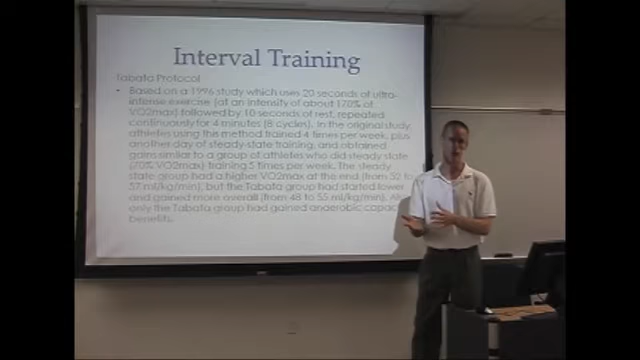 Interval Training
Tabata Protocol
• Based on a 1996 study which uses 20 seconds of ultra-
intense exercise (at an intensity of about 170% of
VO2max) followed by 10 seconds of rest, repeated
continuously for 4 minutes (8 cycles). In the original study,
athletes using this method trained 4 times per week, plus
another day of steady-state training, and obtained
gains similar to a group of athletes who did steady state
(70% VO2max) training 5 times per week. The steady
state group had a higher VO2max at the end (from 52 to
57 ml/kg/min), but the Tabata group had started lower
and gained more overall (from 48 to 55 ml/kg/min). Also,
only the Tabata group had gained anaerobic capac
benefits.